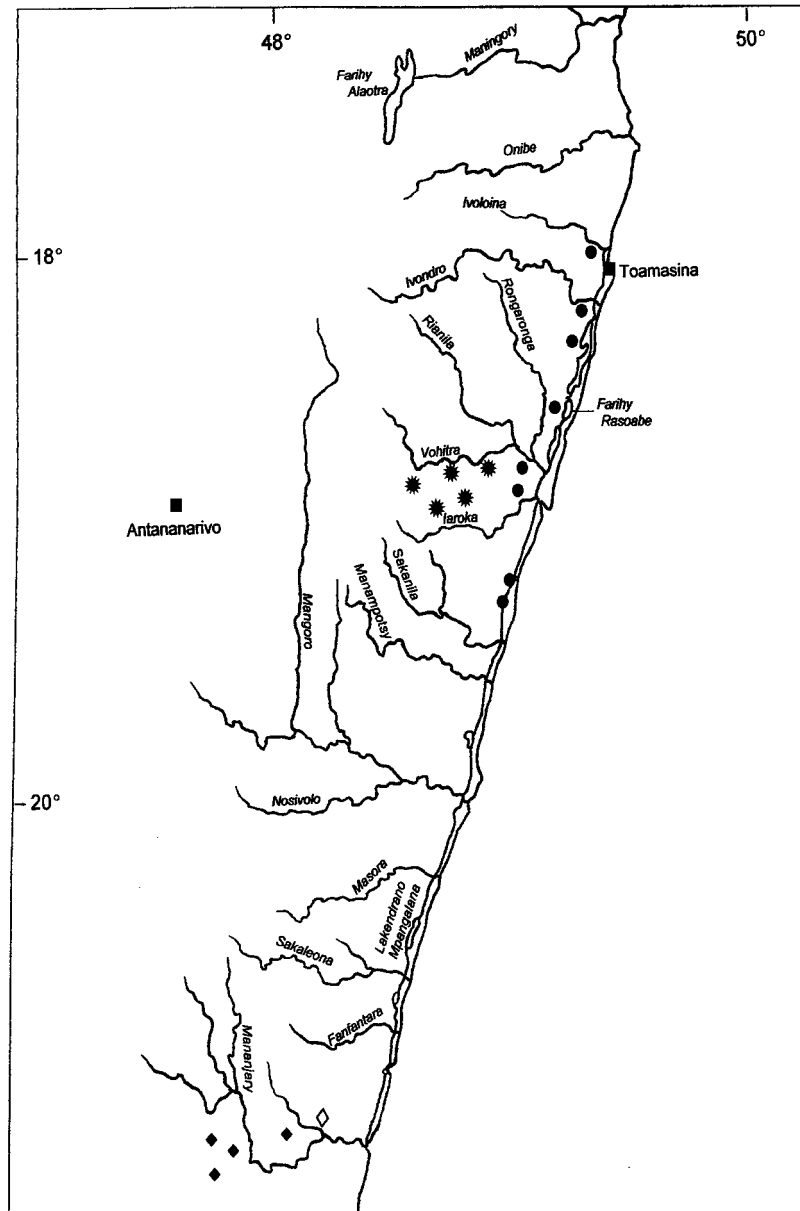 48°
50°
Maningory
Farihy
Alaotra
Onibe
Ivoloina
18°
Toamasina
Ivondro
Rongaronga
Rianila
Farihy
Rasoabe
Vohitra
Antananarivo
Iaroka
Sakanila
Manampotsy
Mangoro
20°
Nosivolo
Masora
Lakandrano
Mpangalana
Sakaleona
Fanfantara
Mananjary